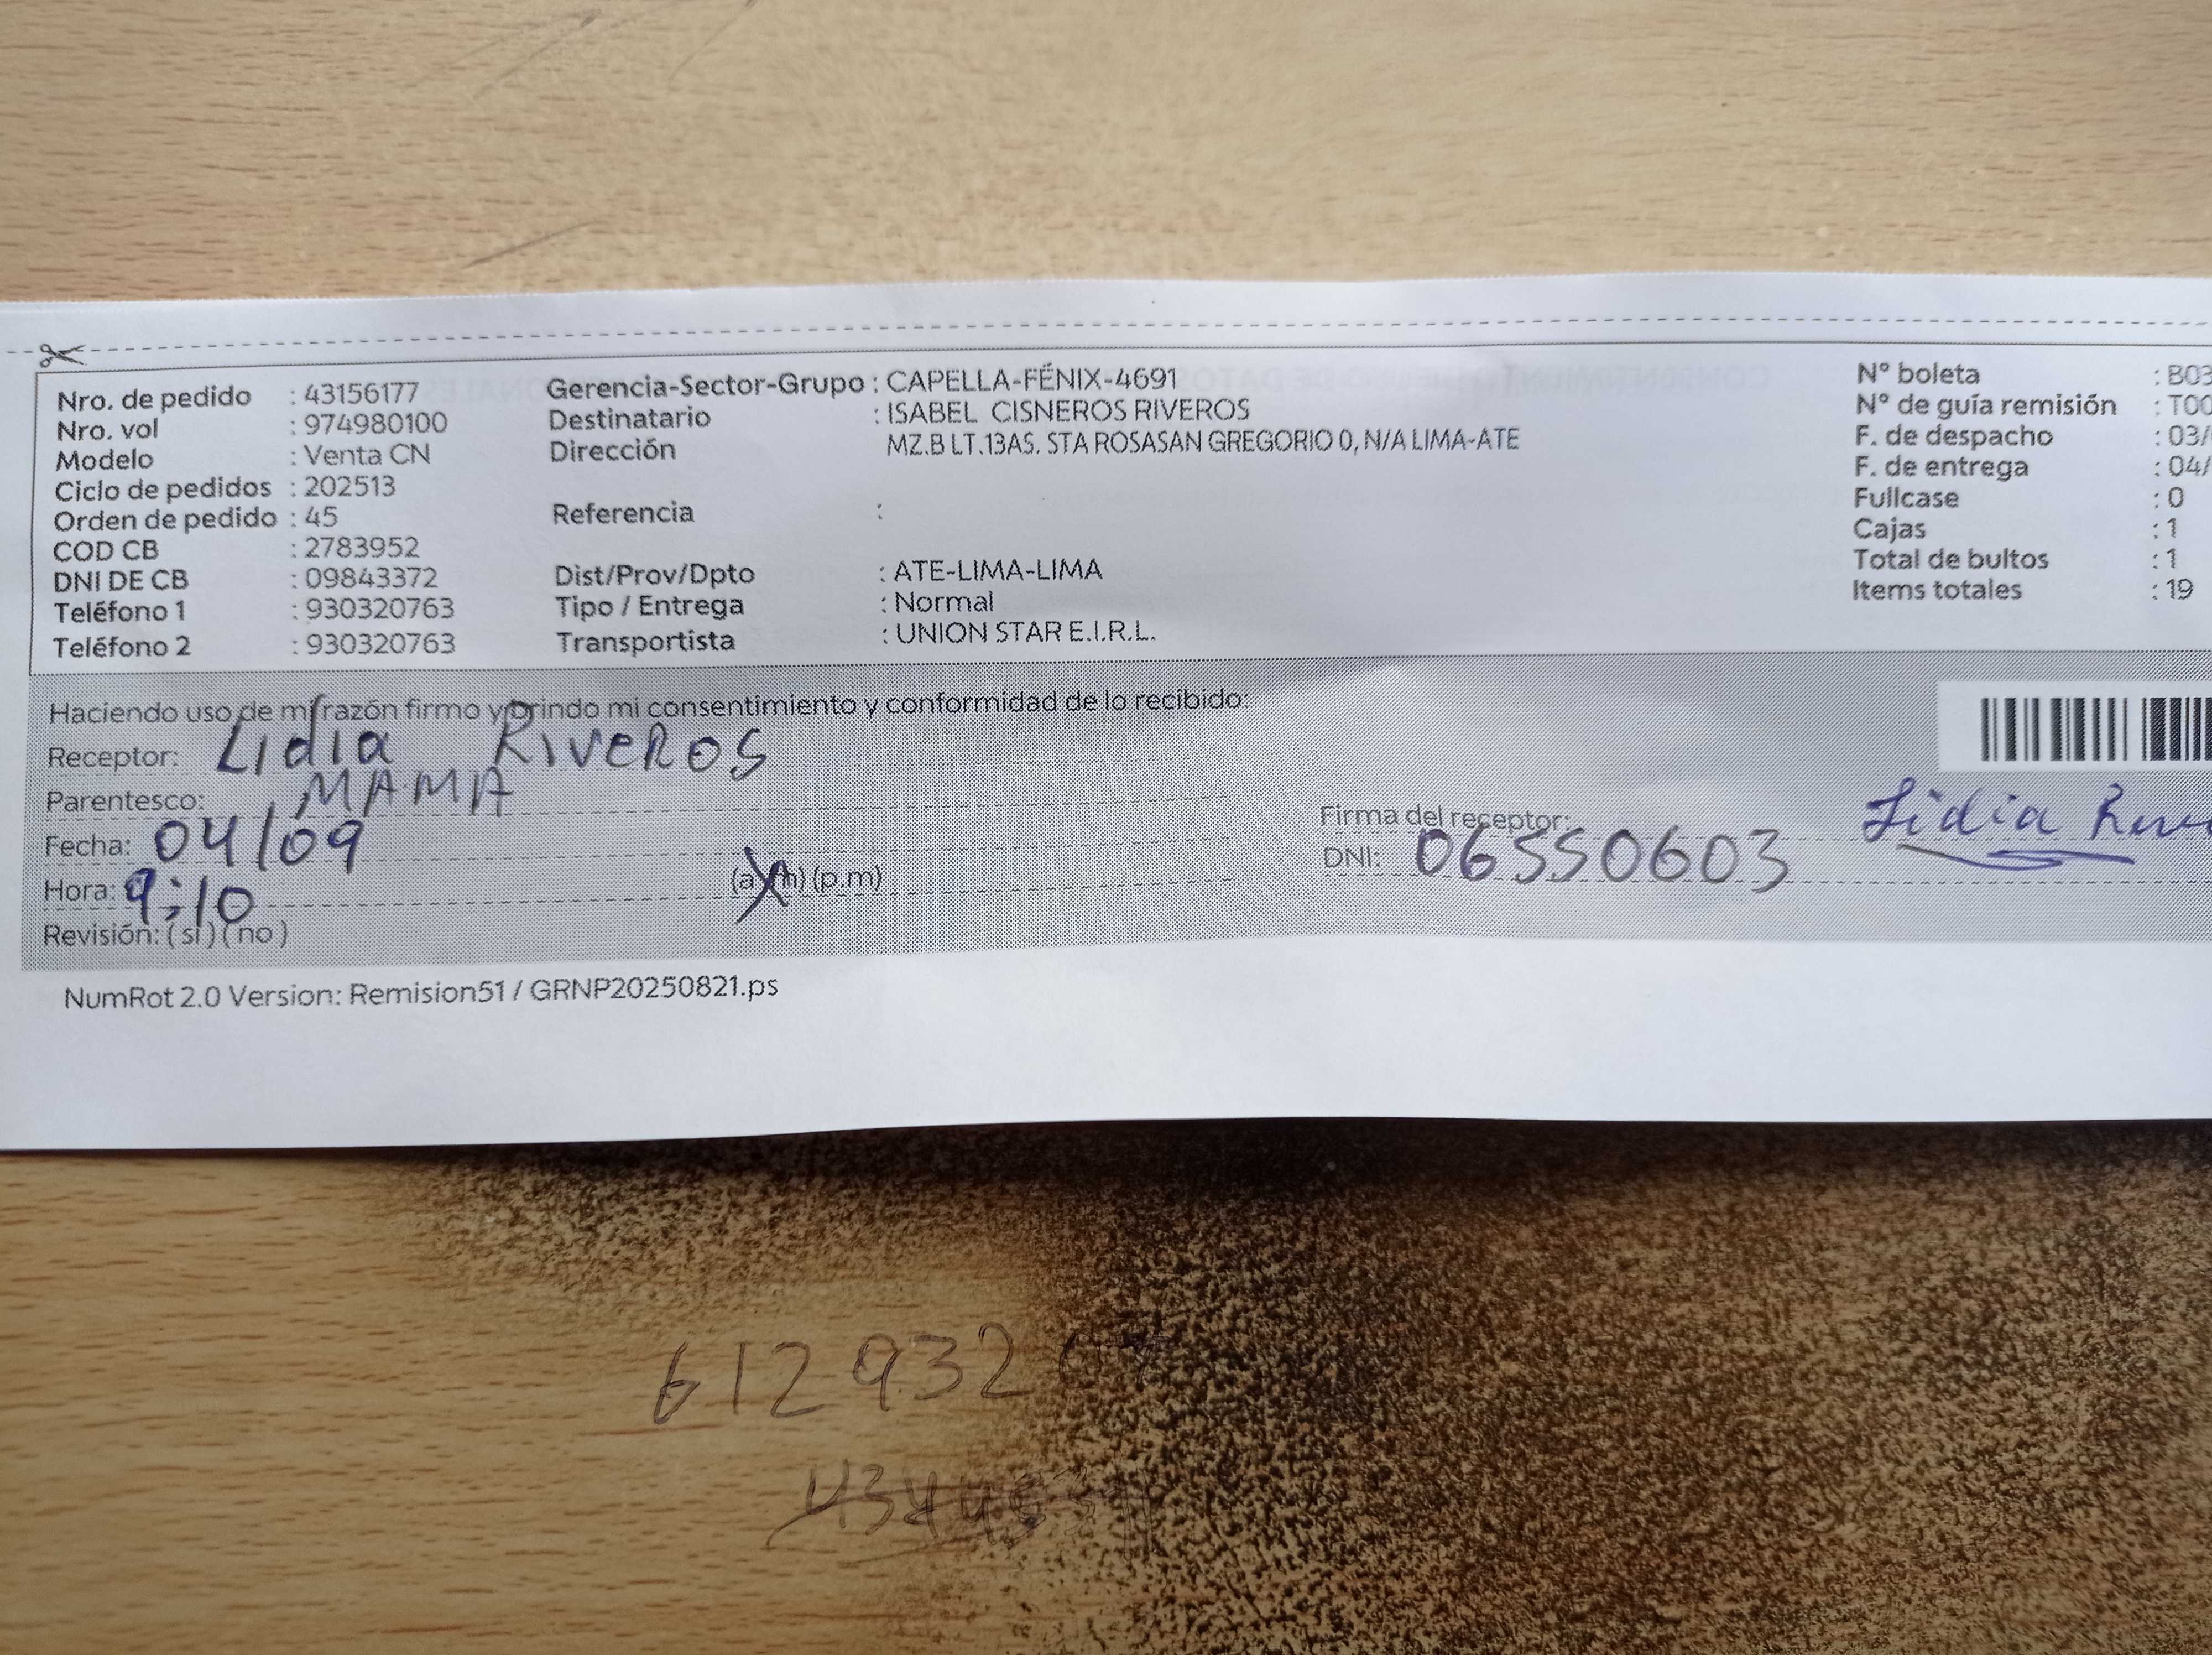 Nro. de pedido : 43156177 Gerencia-Sector-Grupo : CAPELLA-FÉNIX-4691 Nº boleta : B03
Nro. vol : 974980100 Destinatario : ISABEL CISNEROS RIVEROS Nº de guía remisión : T00
Modelo : Venta CN Dirección MZ.B LT.13AS. STA ROSASAN GREGORIO 0, N/A LIMA-ATE F. de despacho : 03/
Ciclo de pedidos : 202513 F. de entrega : 04/
Orden de pedido : 45 Referencia : Fullcase : 0
COD CB : 2783952 Cajas : 1
DNI DE CB : 09843372 Dist/Prov/Dpto : ATE-LIMA-LIMA Total de bultos : 1
Teléfono 1 : 930320763 Tipo / Entrega : Normal Items totales : 19
Teléfono 2 : 930320763 Transportista : UNION STAR E.I.R.L.
Haciendo uso de mi razón firmo y brindo mi consentimiento y conformidad de lo recibido:
Receptor: Lidia RiveRos
Parentesco: MAMA
Fecha: 04/09 Firma del receptor: Lidia
Hora: 9:10 (a.m) (p.m) DNI: 06550603
Revisión: ( si ) ( no )
NumRot 2.0 Version: Remision51 / GRNP20250821.ps
612932